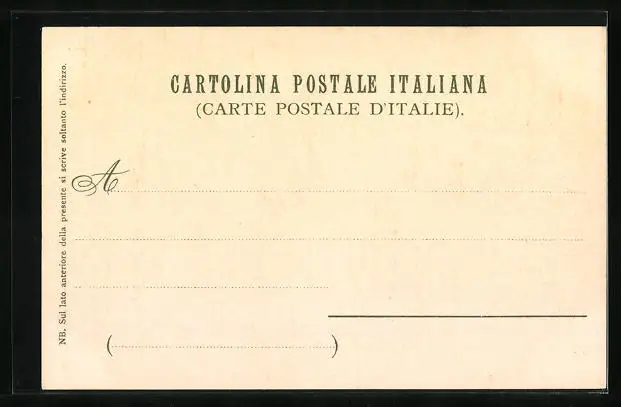 CARTOLINA POSTALE ITALIANA
(CARTE POSTALE D'ITALIE).
A
NB. Sul lato anteriore della presente si scrive soltanto l'indirizzo.